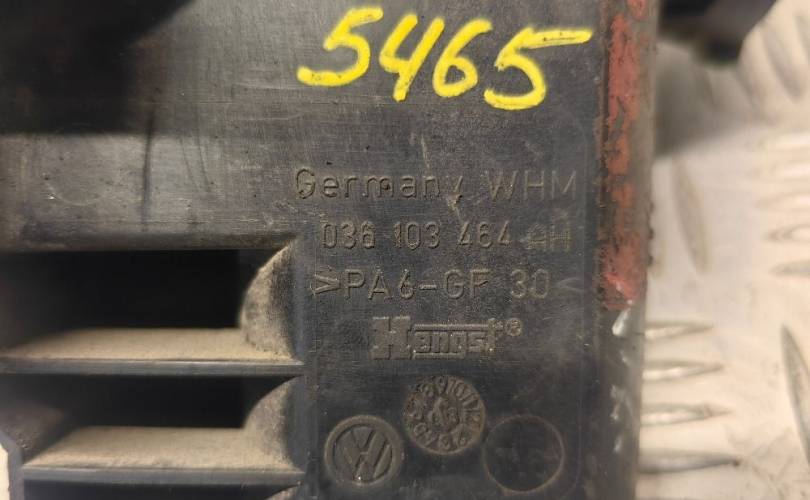 5465
Germany WHM
036 103 464 AH
>PA6-GF 30<
Hengst®